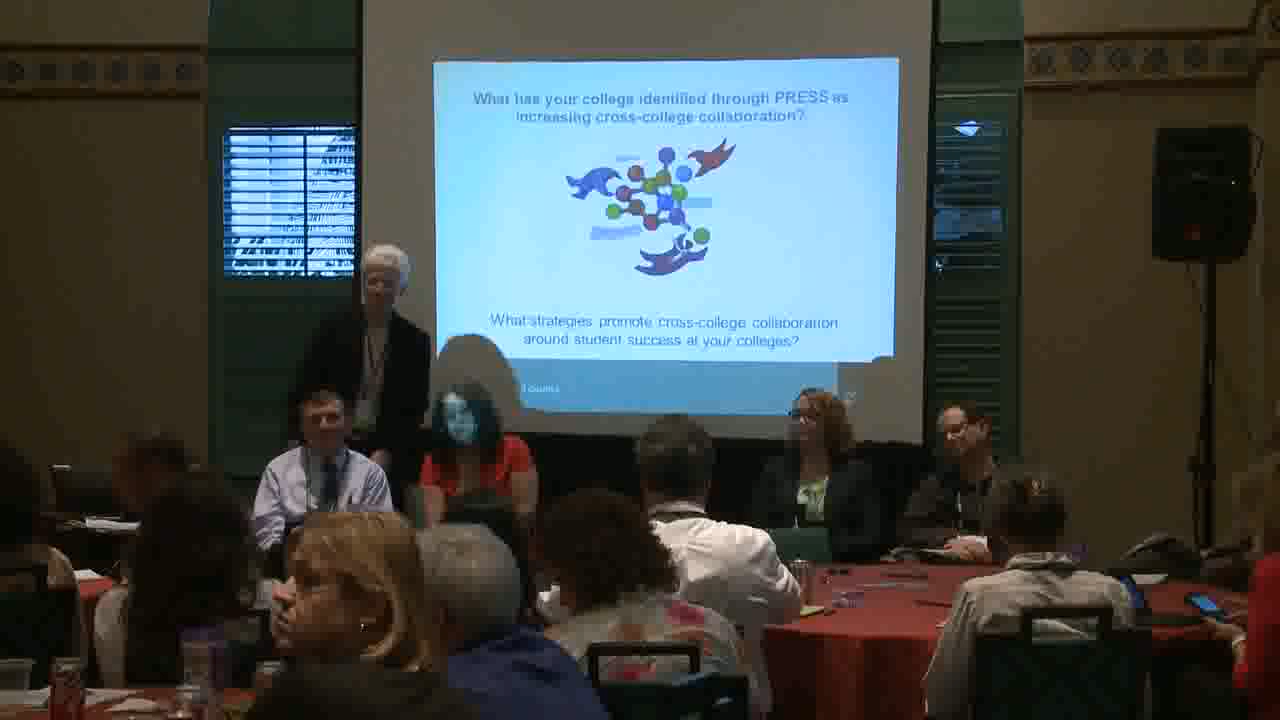 What has your college identified through PRESS as
increasing cross-college collaboration?
What strategies promote cross-college collaboration
around student success at your colleges?